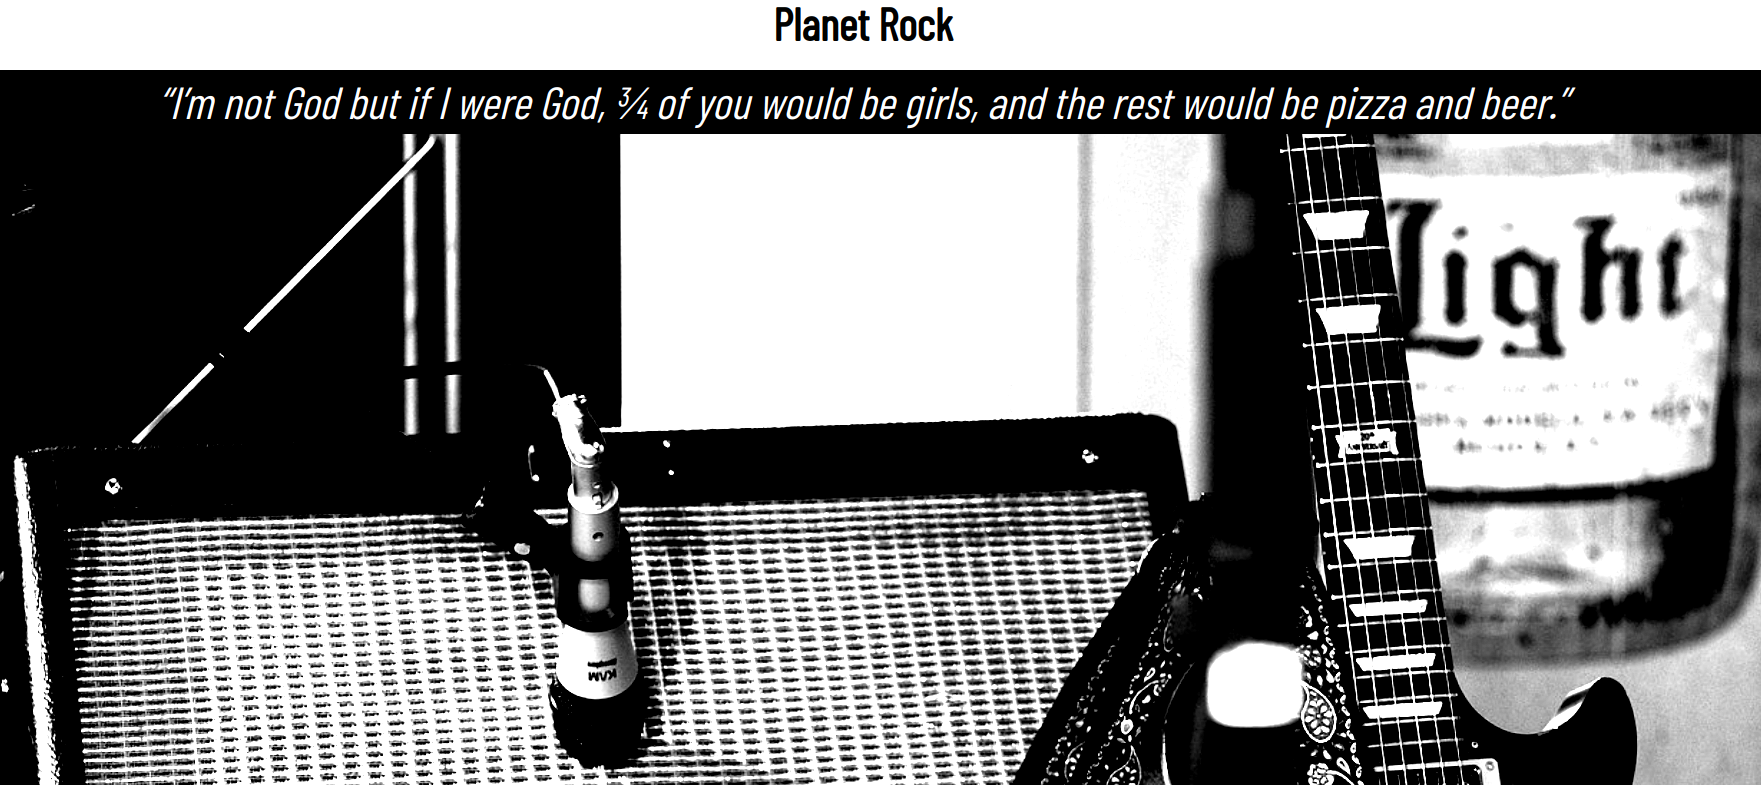 Planet Rock
“I’m not God but if I were God, ¾ of you would be girls, and the rest would be pizza and beer.”
Light
KAM